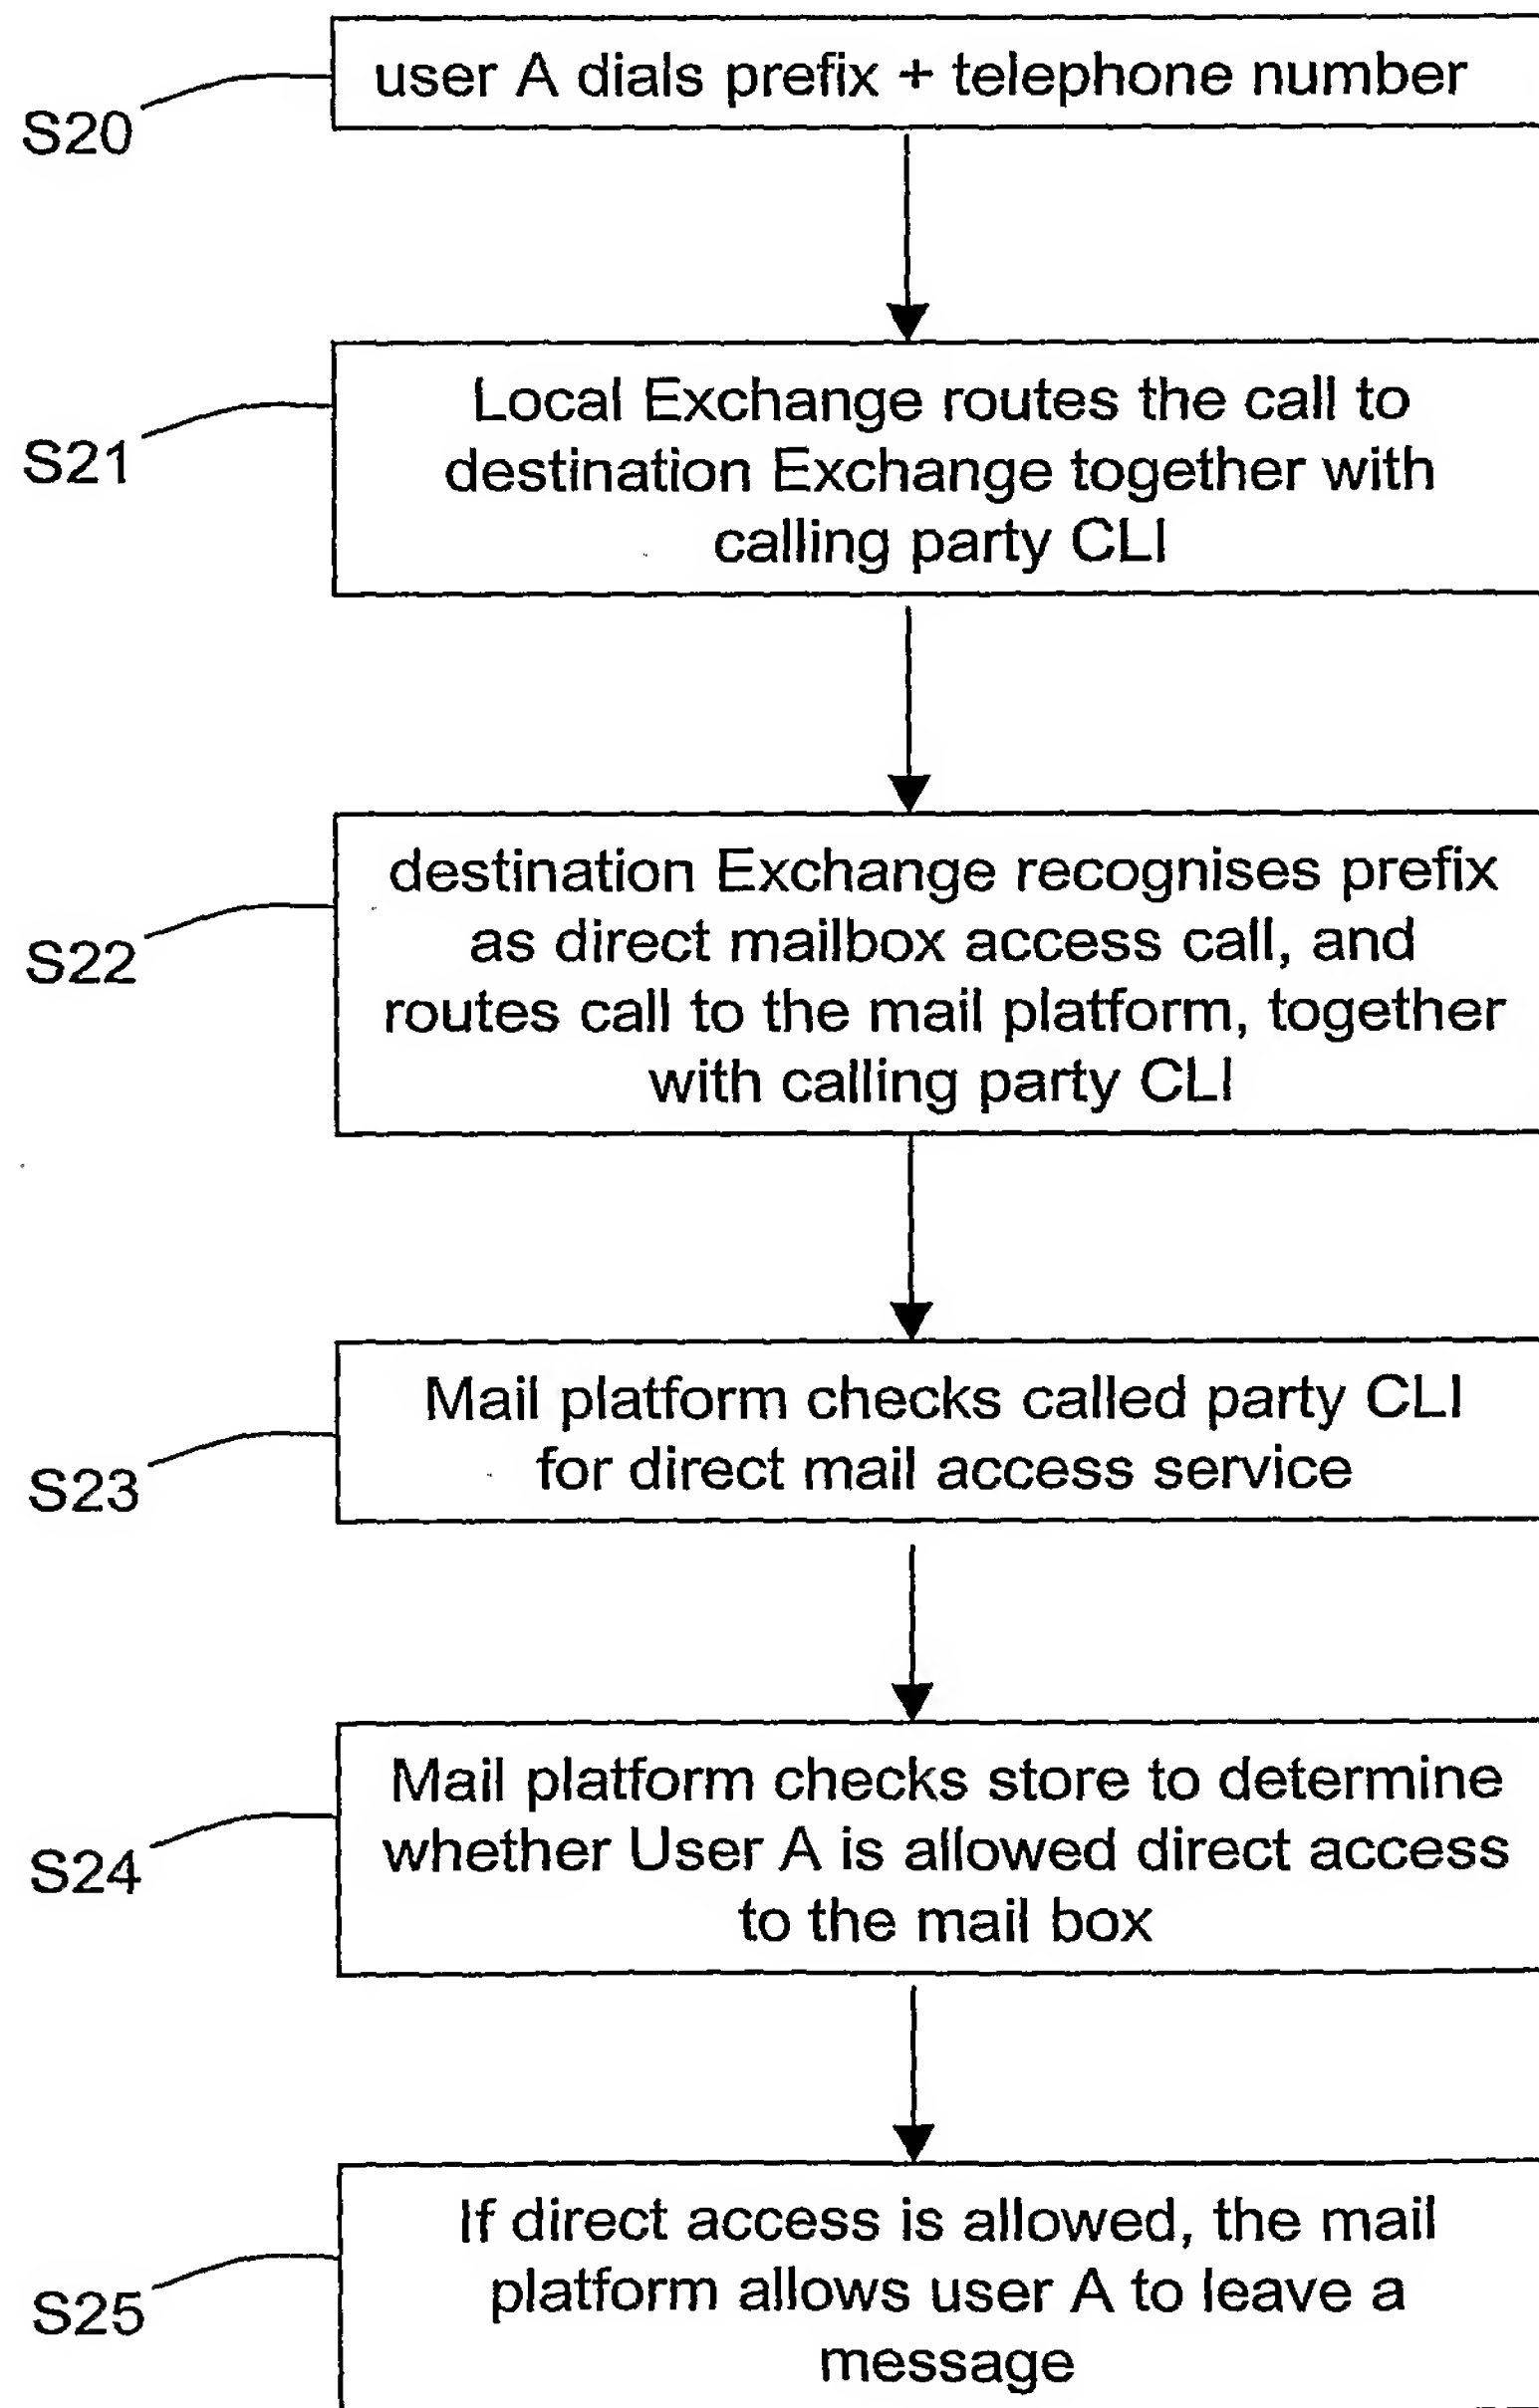 user A dials prefix + telephone number
S20
Local Exchange routes the call to
destination Exchange together with
calling party CLI
S21
destination Exchange recognises prefix
as direct mailbox access call, and
routes call to the mail platform, together
with calling party CLI
S22
Mail platform checks called party CLI
for direct mail access service
S23
Mail platform checks store to determine
whether User A is allowed direct access
to the mail box
S24
If direct access is allowed, the mail
platform allows user A to leave a
message
S25